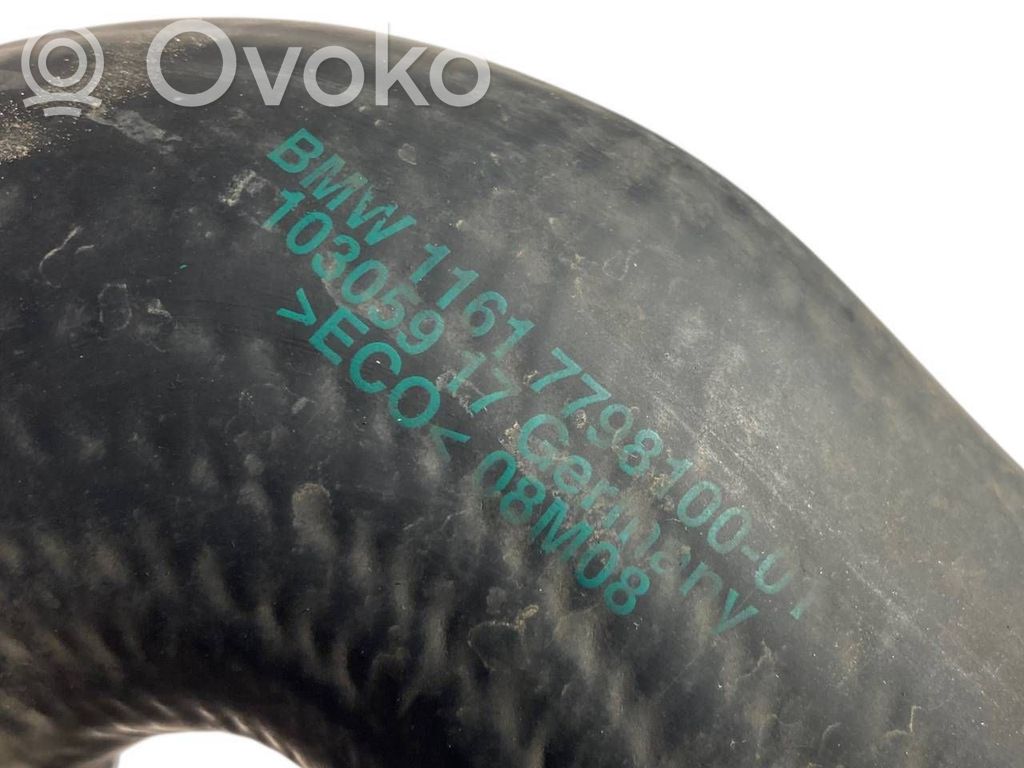 Ovoko
BMW 1161 7798100-01
103059 17 Germany
>ECO< 08M08